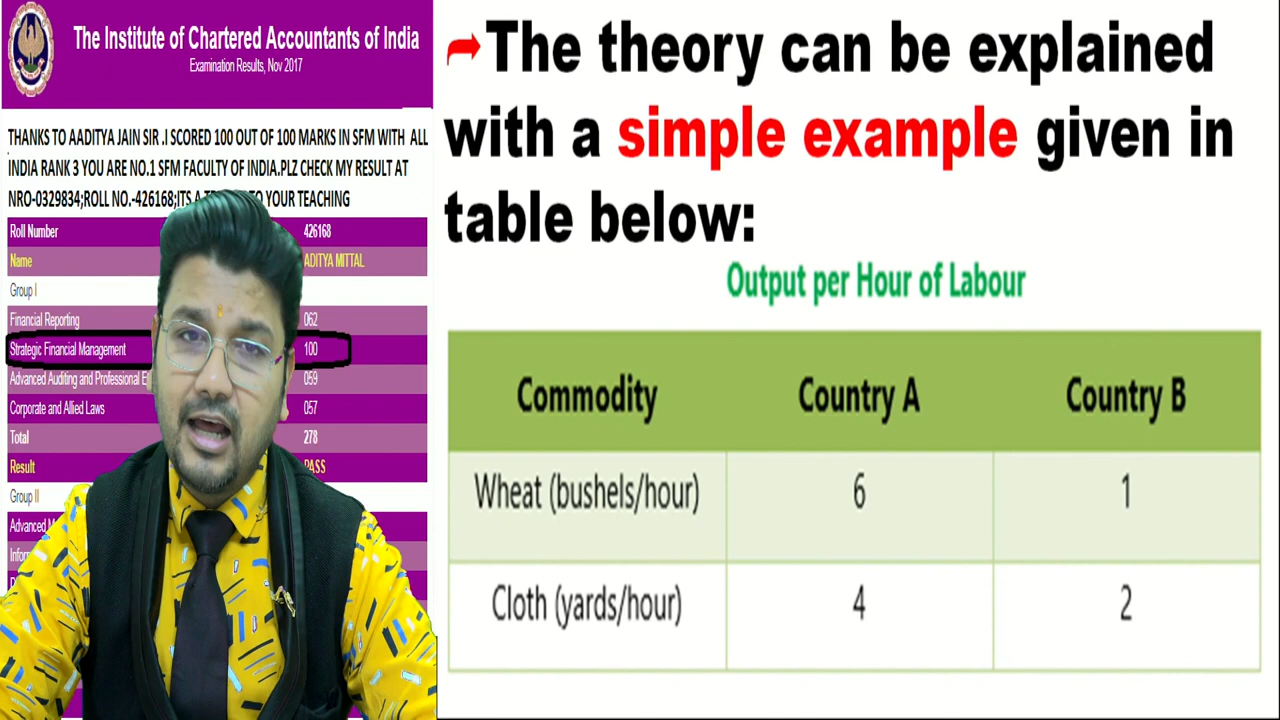 The Institute of Chartered Accountants of India
Examination Results, Nov 2017
THANKS TO AADITYA JAIN SIR .I SCORED 100 OUT OF 100 MARKS IN SFM WITH ALL
INDIA RANK 3 YOU ARE NO.1 SFM FACULTY OF INDIA.PLZ CHECK MY RESULT AT
NRO-0329834;ROLL NO.-426168;ITS A TO YOUR TEACHING
Roll Number 426168
Name ADITYA MITTAL
Group I
Financial Reporting 062
Strategic Financial Management 100
Advanced Auditing and Professional 059
Corporate and Allied Laws 057
Total 278
Result PASS
Group II
Advanced
➦The theory can be explained
with a simple example given in
table below:
Output per Hour of Labour
Commodity Country A Country B
Wheat (bushels/hour) 6 1
Cloth (yards/hour) 4 2